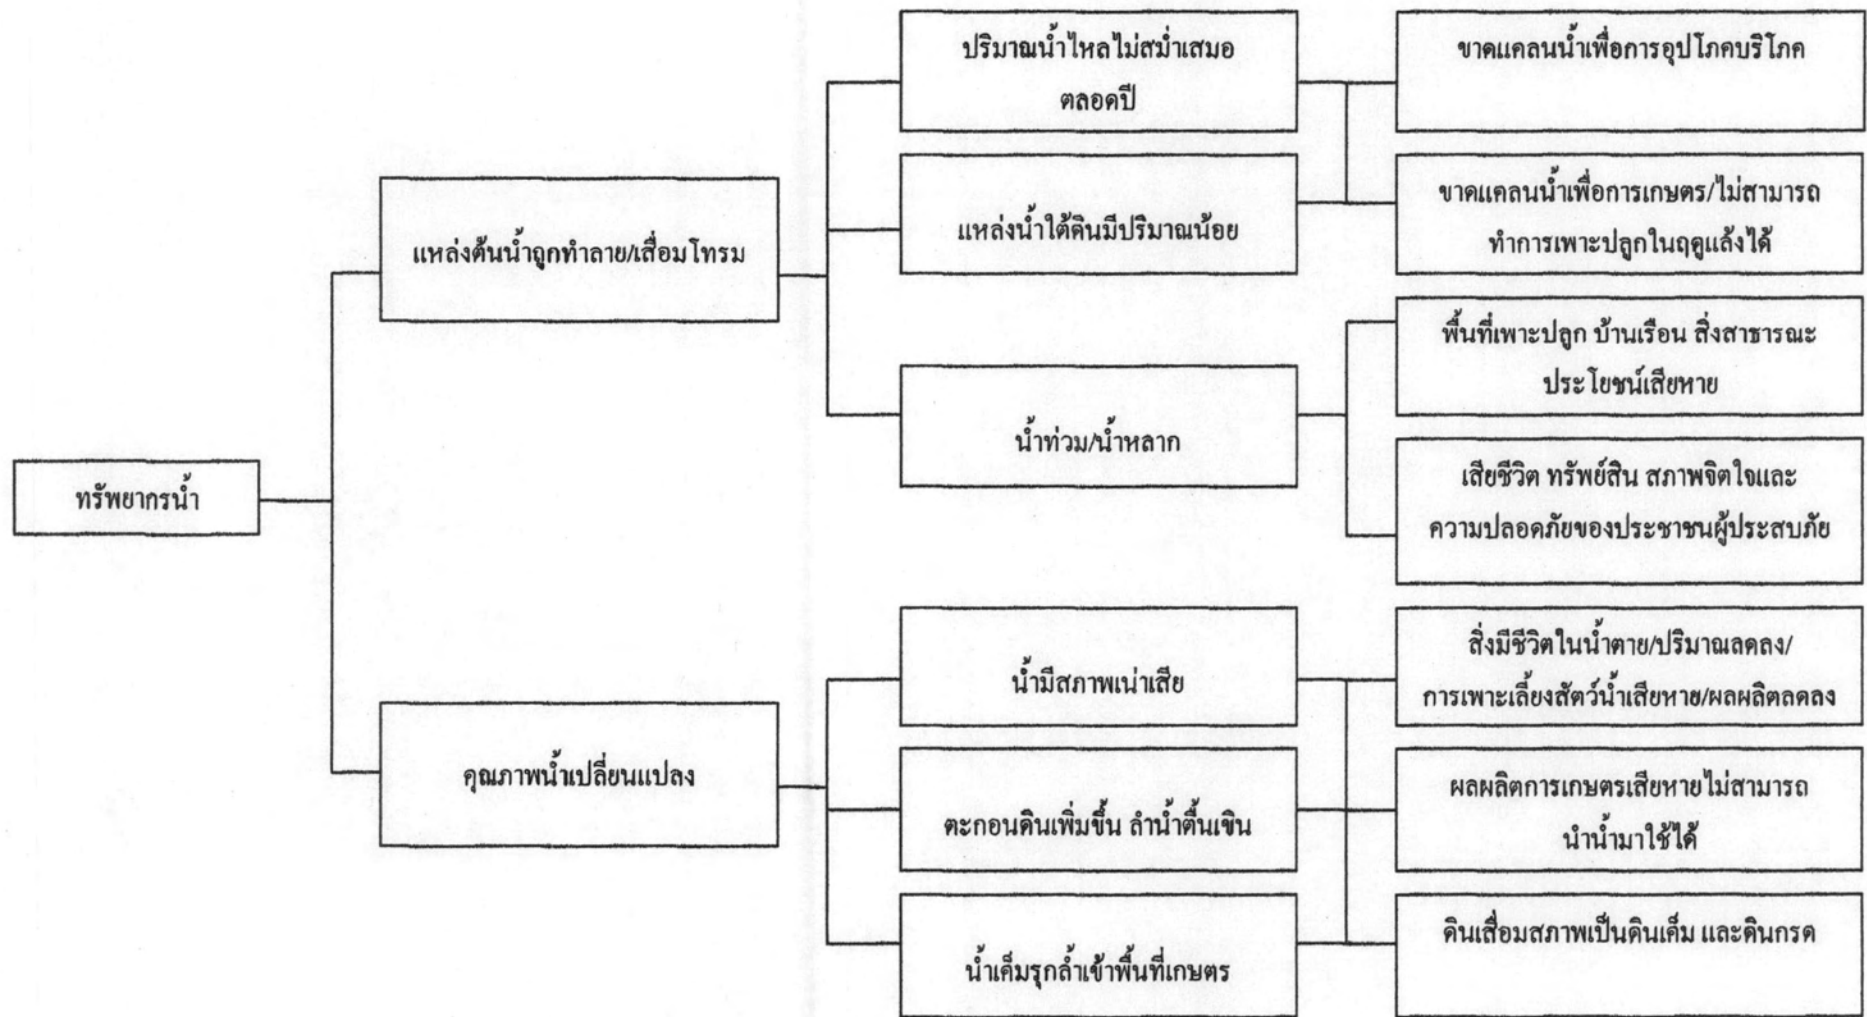 ทรัพยากรน้ำ
แหล่งต้นน้ำถูกทำลาย/เสื่อมโทรม
คุณภาพน้ำเปลี่ยนแปลง
ปริมาณน้ำไหลไม่สม่ำเสมอ
ตลอดปี
แหล่งน้ำใต้ดินมีปริมาณน้อย
น้ำท่วม/น้ำหลาก
น้ำมีสภาพเน่าเสีย
ตะกอนดินเพิ่มขึ้น ลำน้ำตื้นเขิน
น้ำเค็มรุกล้ำเข้าพื้นที่เกษตร
ขาดแคลนน้ำเพื่อการอุปโภคบริโภค
ขาดแคลนน้ำเพื่อการเกษตร/ไม่สามารถ
ทำการเพาะปลูกในฤดูแล้งได้
พื้นที่เพาะปลูก บ้านเรือน สิ่งสาธารณะ
ประโยชน์เสียหาย
เสียชีวิต ทรัพย์สิน สภาพจิตใจและ
ความปลอดภัยของประชาชนผู้ประสบภัย
สิ่งมีชีวิตในน้ำตาย/ปริมาณลดลง/
การเพาะเลี้ยงสัตว์น้ำเสียหาย/ผลผลิตลดลง
ผลผลิตการเกษตรเสียหายไม่สามารถ
นำน้ำมาใช้ได้
ดินเสื่อมสภาพเป็นดินเค็ม และดินกรด